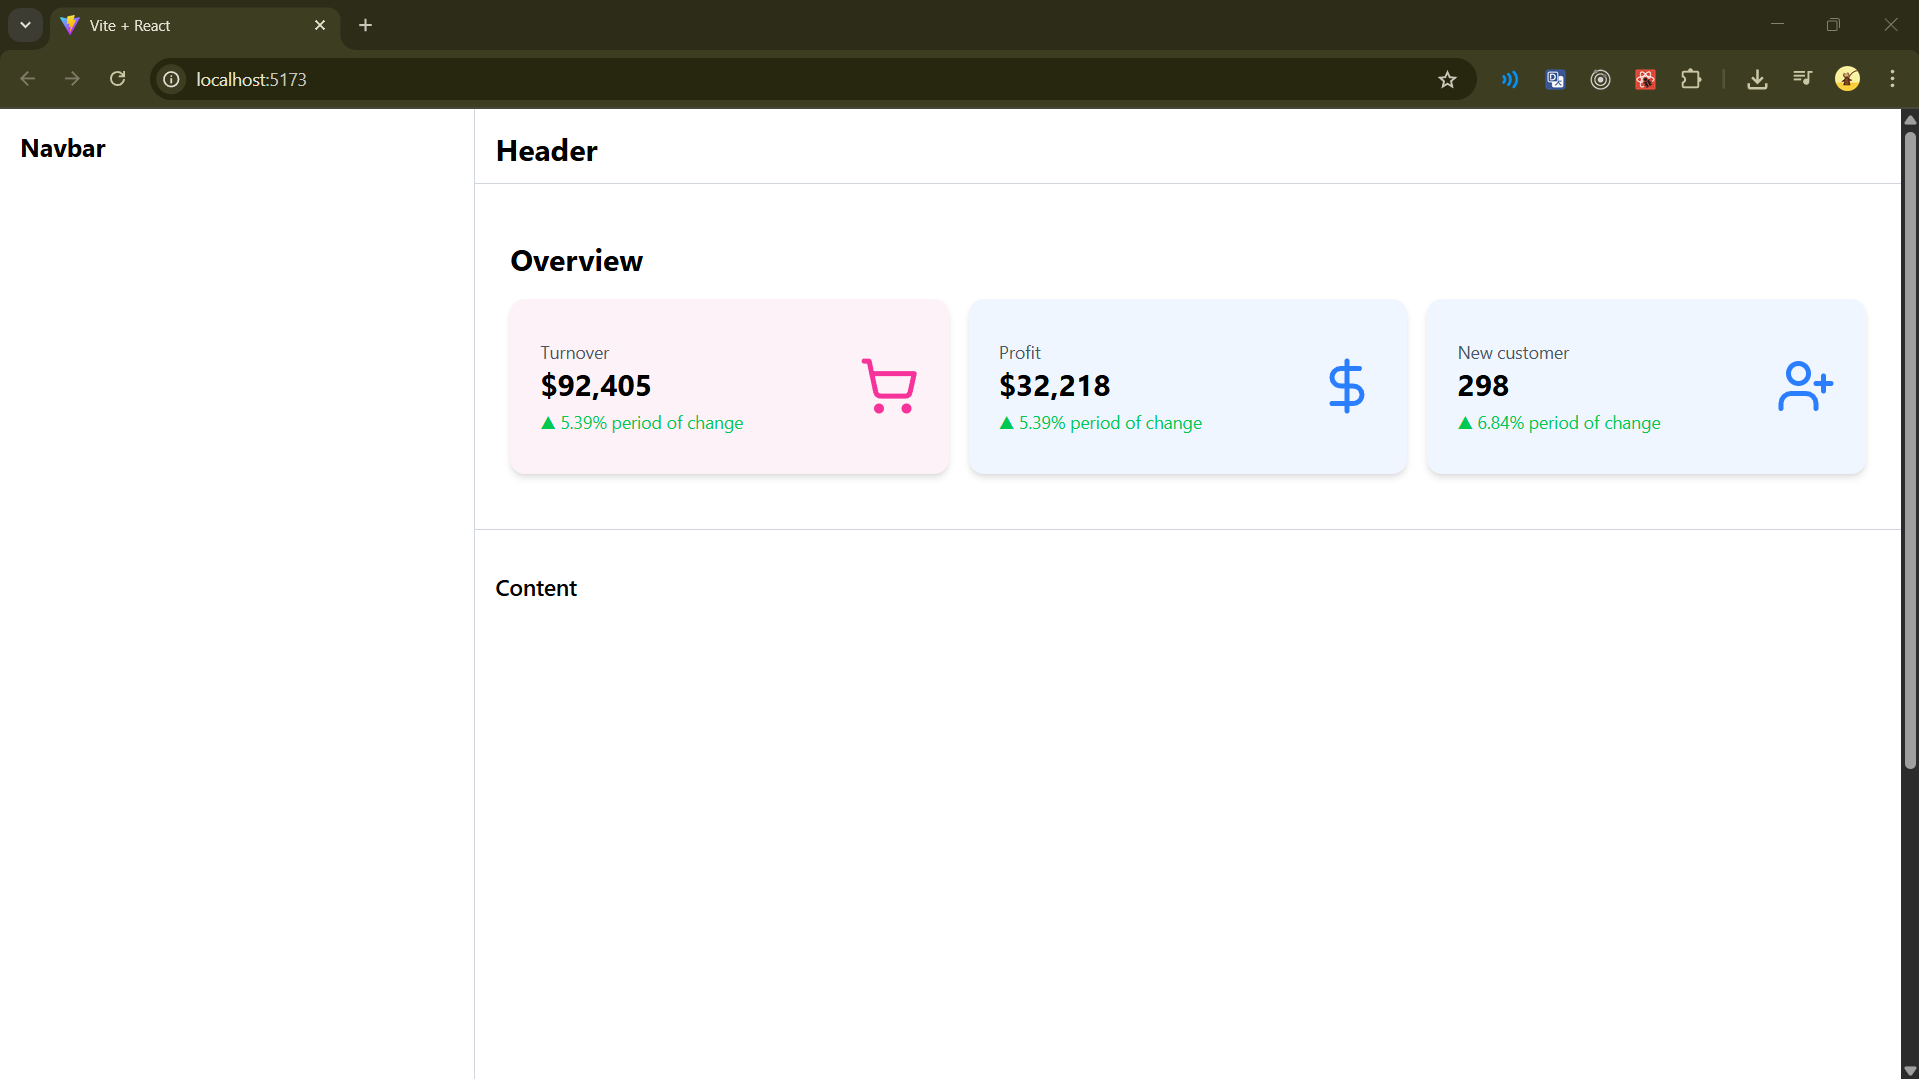 Vite + React
localhost:5173
Navbar
Header
Overview
Turnover
$92,405
▲ 5.39% period of change
Profit
$32,218
▲ 5.39% period of change
New customer
298
▲ 6.84% period of change
Content